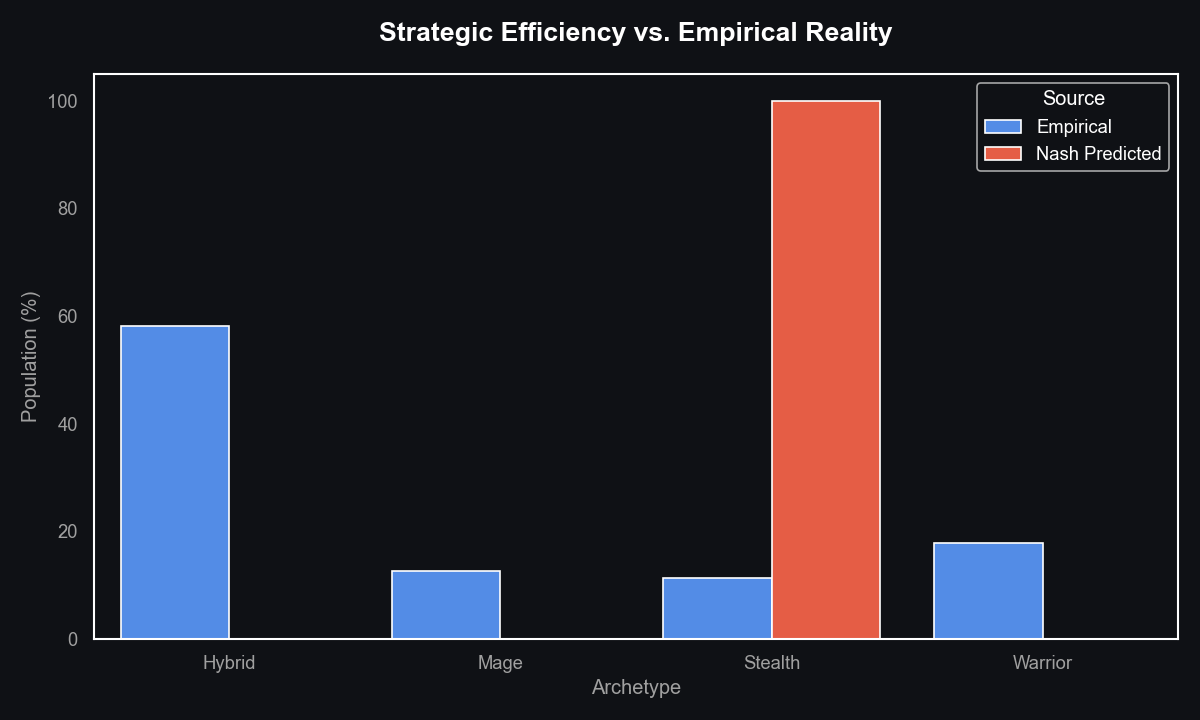 Strategic Efficiency vs. Empirical Reality
Source
Empirical
Nash Predicted
Population (%)
100
80
60
40
20
0
Hybrid Mage Stealth Warrior
Archetype